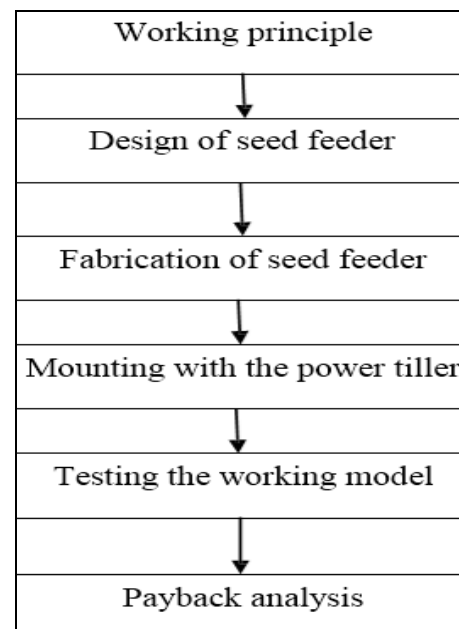 Working principle
Design of seed feeder
Fabrication of seed feeder
Mounting with the power tiller
Testing the working model
Payback analysis